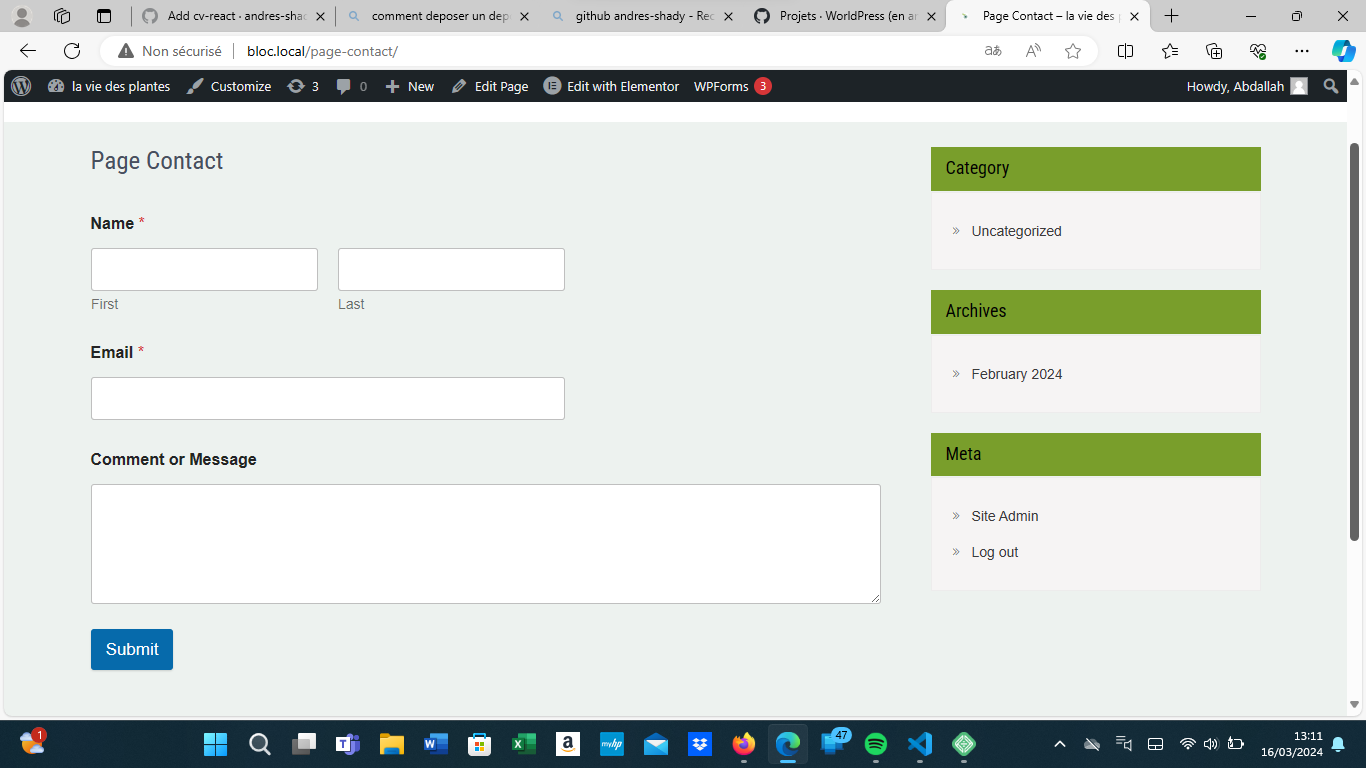 Add cv-react · andres-shad
comment deposer un depo
github andres-shady - Rec
Projets · WorldPress (en an
Page Contact – la vie des p
Non sécurisé
bloc.local/page-contact/
la vie des plantes
Customize
3
0
New
Edit Page
Edit with Elementor
WPForms 3
Howdy, Abdallah
Page Contact
Name *
First
Last
Email *
Comment or Message
Submit
Category
Uncategorized
Archives
February 2024
Meta
Site Admin
Log out
1
47
13:11
16/03/2024